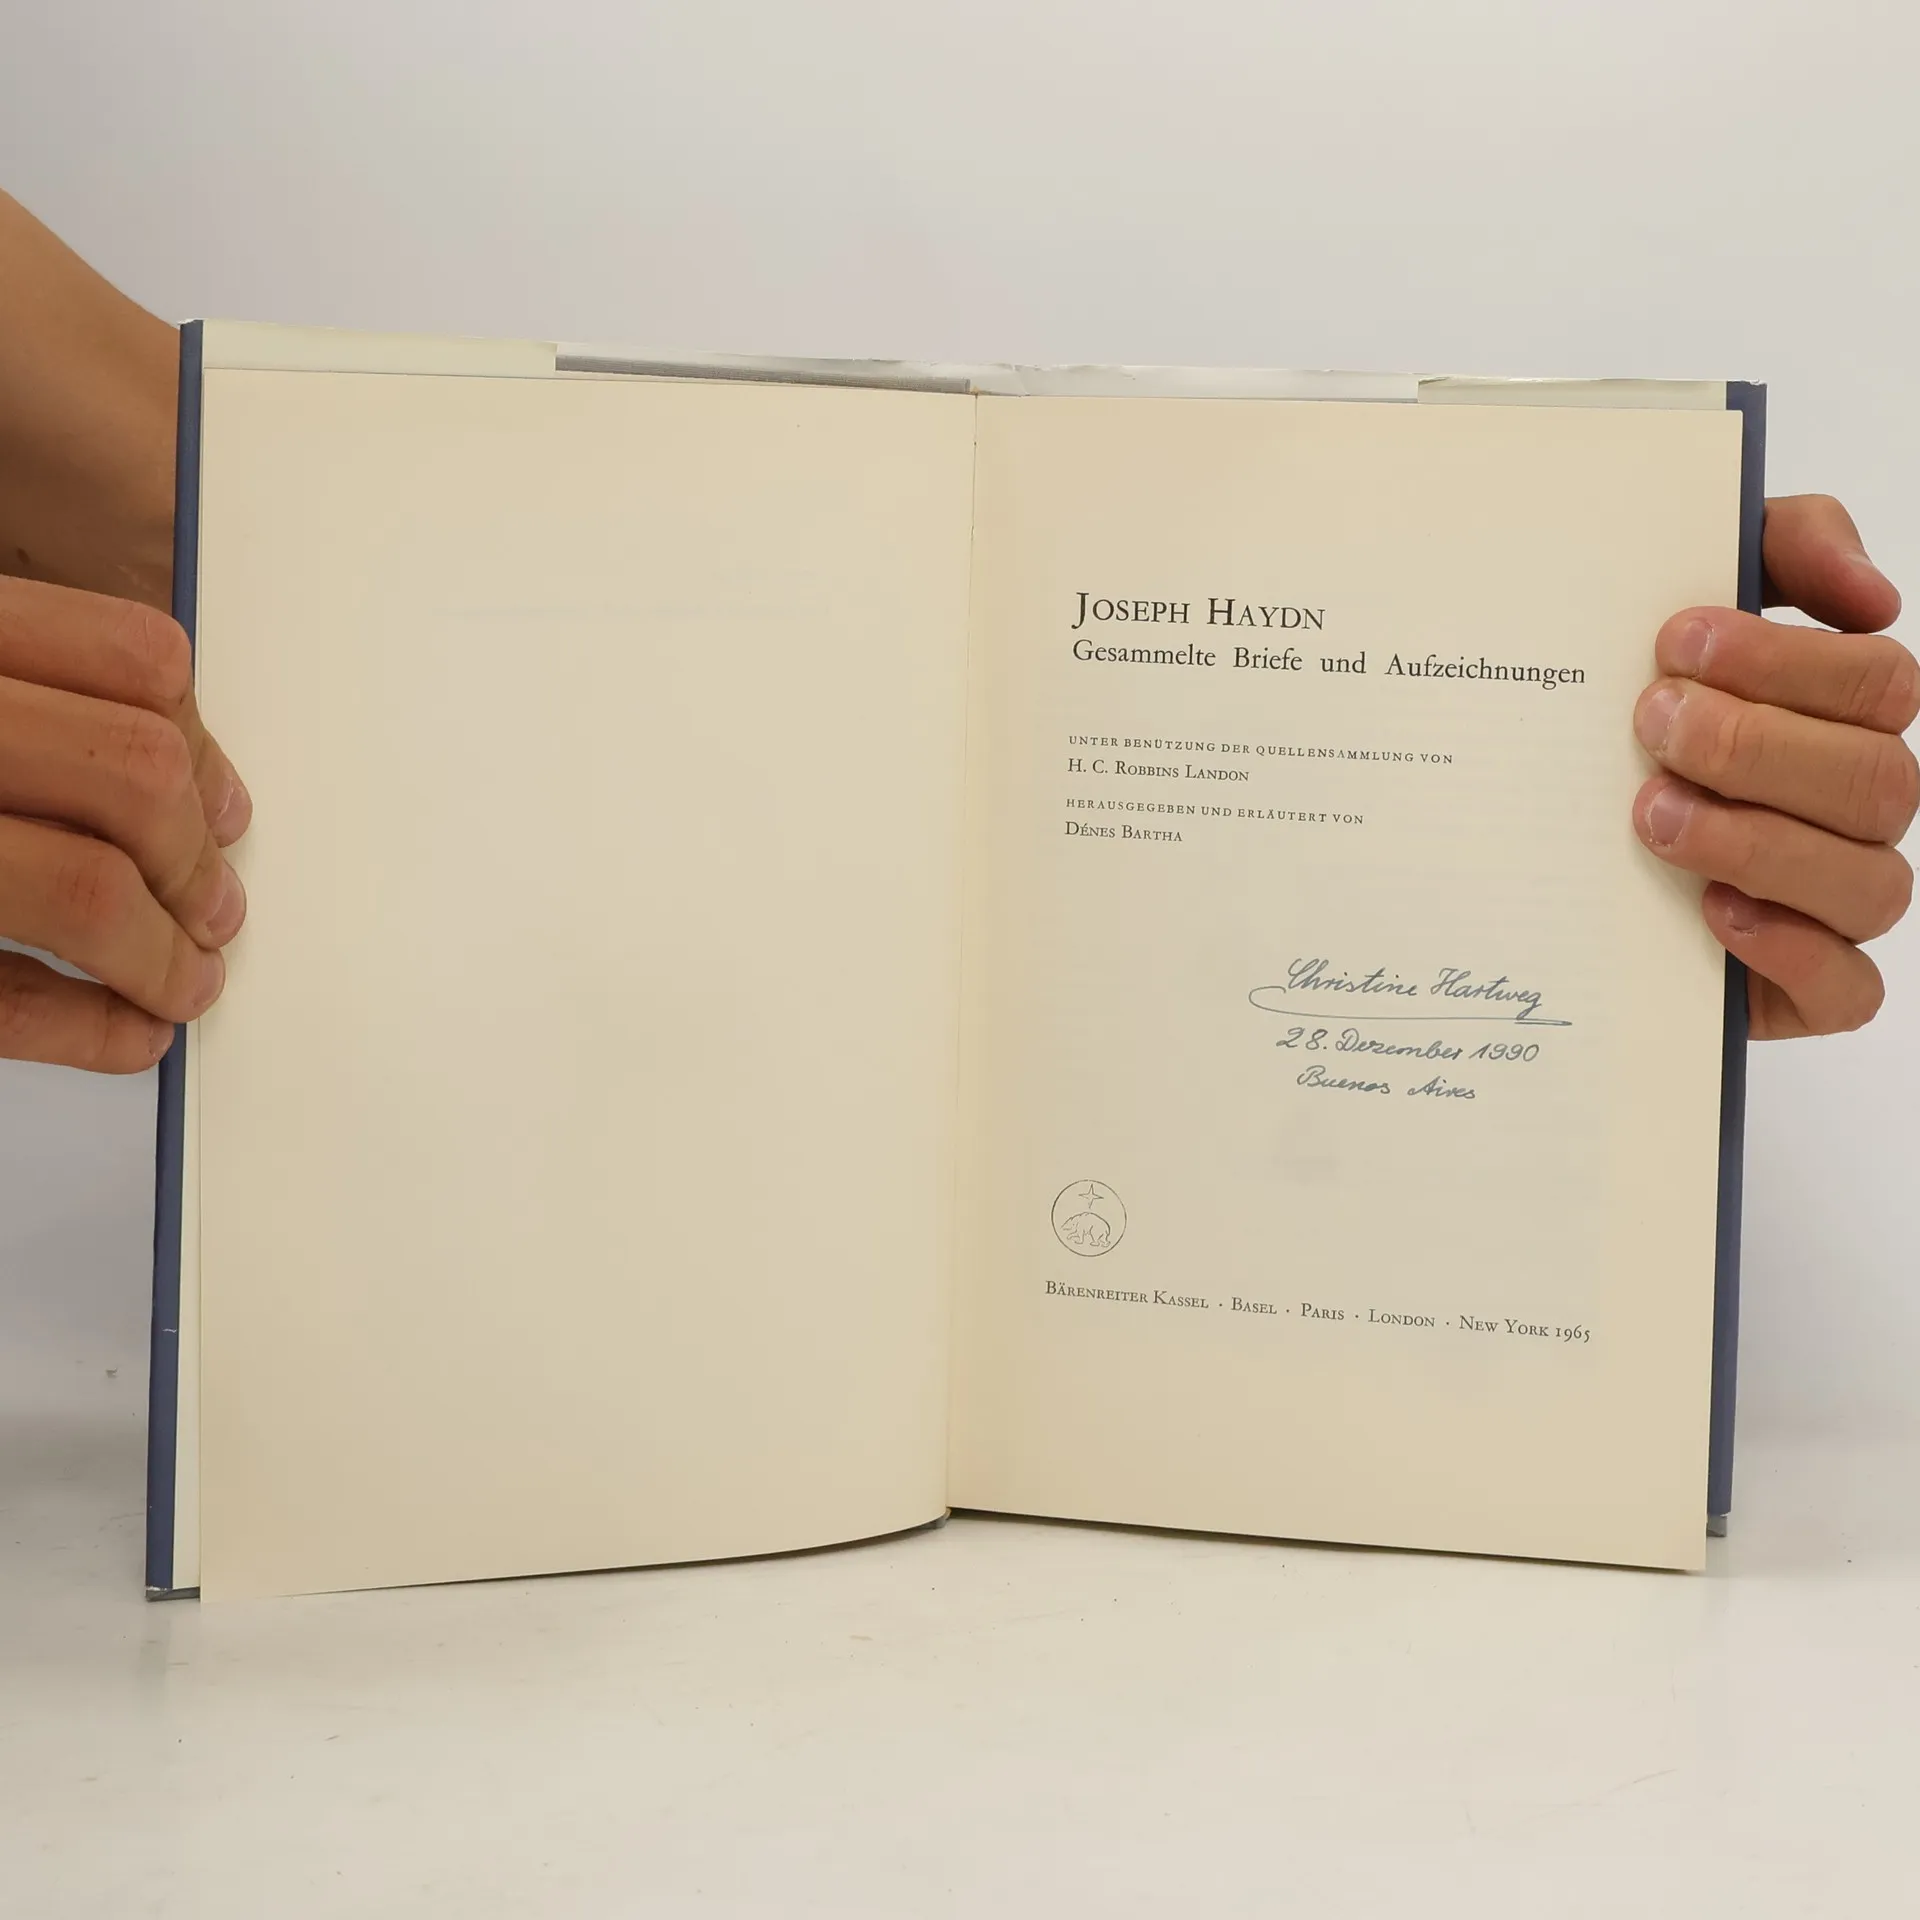 JOSEPH HAYDN
Gesammelte Briefe und Aufzeichnungen
UNTER BENÜTZUNG DER QUELLENSAMMLUNG VON
H. C. ROBBINS LANDON
HERAUSGEGEBEN UND ERLÄUTERT VON
DÉNES BARTHA
Christine Hartweg
28. Dezember 1990
Buenos Aires
BÄRENREITER KASSEL · BASEL · PARIS · LONDON · NEW YORK 1965